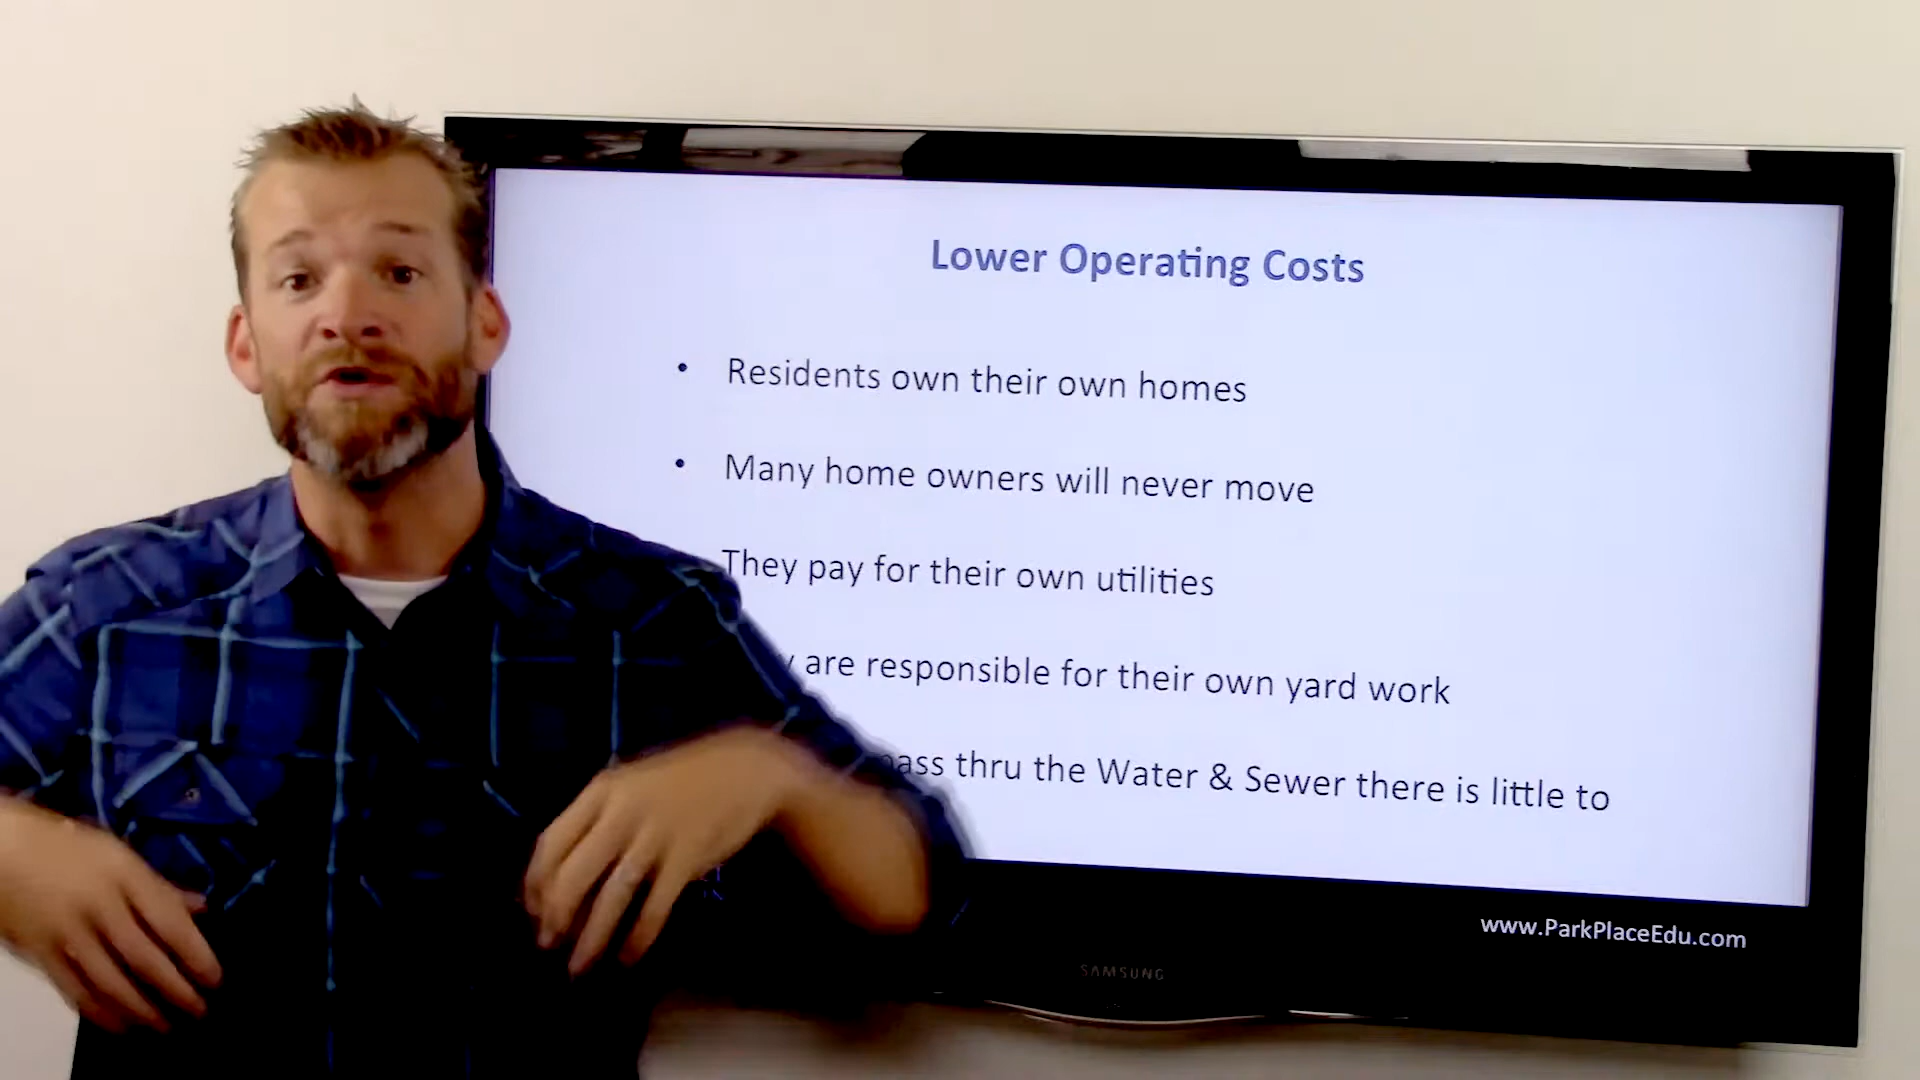 Lower Operating Costs
• Residents own their own homes
• Many home owners will never move
They pay for their own utilities
are responsible for their own yard work
pass thru the Water & Sewer there is little to
www.ParkPlaceEdu.com
SAMSUNG